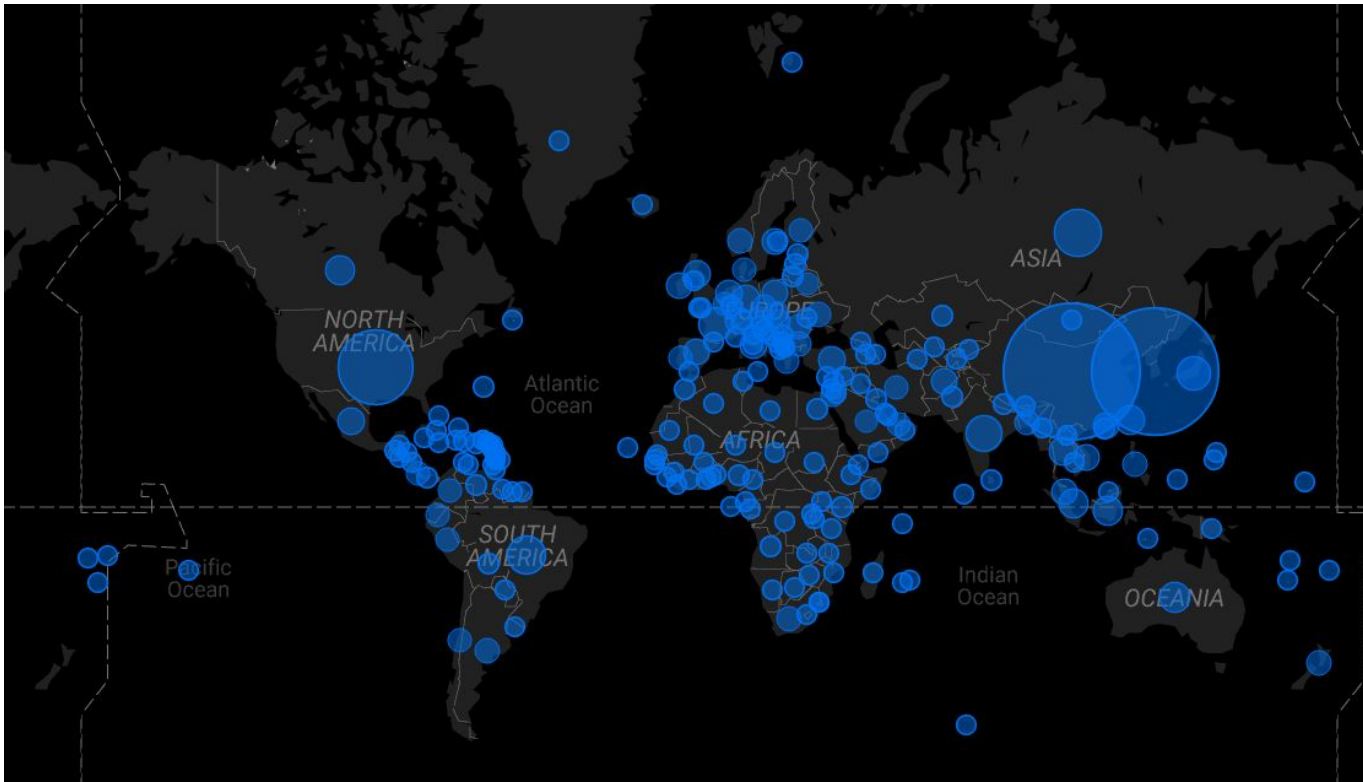 ASIA
NORTH
AMERICA
EUROPE
Atlantic
Ocean
AFRICA
SOUTH
AMERICA
Pacific
Ocean
Indian
Ocean
OCEANIA